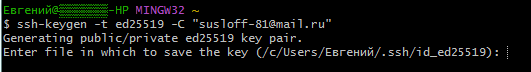 Евгений@▒▒▒▒▒▒▒-HP MINGW32 ~
$ ssh-keygen -t ed25519 -C "susloff-81@mail.ru"
Generating public/private ed25519 key pair.
Enter file in which to save the key (/c/Users/Евгений/.ssh/id_ed25519):